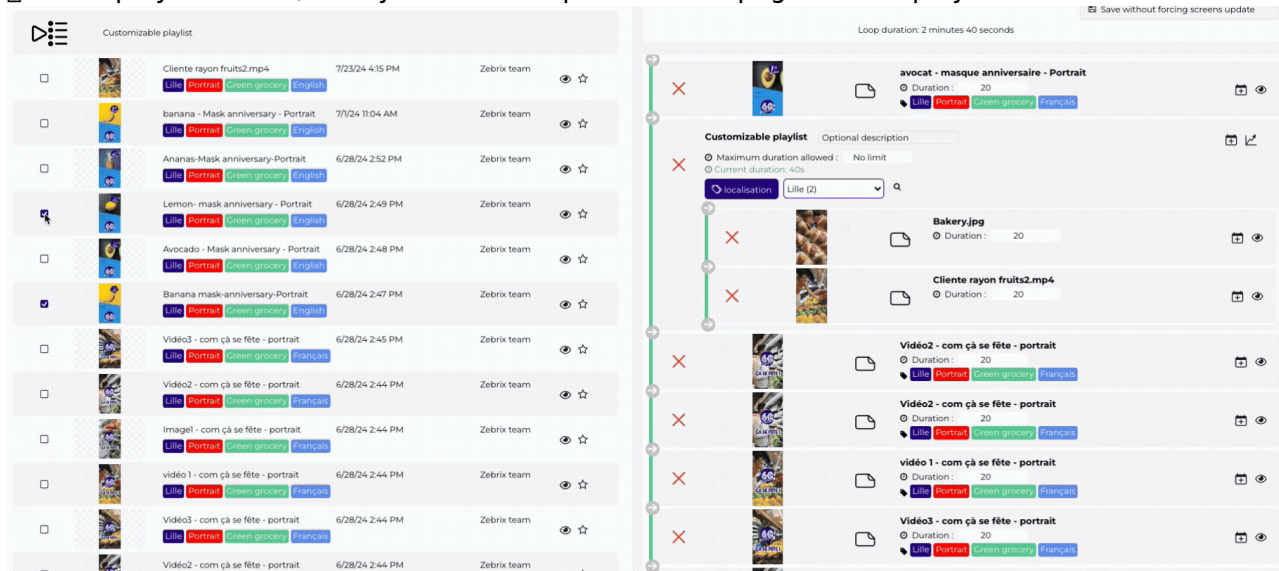 Save without forcing screens update
Customizable playlist
Loop duration: 2 minutes 40 seconds
Cliente rayon fruits2.mp4 7/23/24 4:15 PM Zebrix team
Lille Portrait Green grocery English
banana - Mask anniversary - Portrait 7/1/24 11:04 AM Zebrix team
Lille Portrait Green grocery English
Ananas-Mask anniversary-Portrait 6/28/24 2:52 PM Zebrix team
Lille Portrait Green grocery English
Lemon- mask anniversary - Portrait 6/28/24 2:49 PM Zebrix team
Lille Portrait Green grocery English
Avocado - Mask anniversary - Portrait 6/28/24 2:48 PM Zebrix team
Lille Portrait Green grocery English
Banana mask-anniversary-Portrait 6/28/24 2:47 PM Zebrix team
Lille Portrait Green grocery English
Vidéo3 - com çà se fête - portrait 6/28/24 2:45 PM Zebrix team
Lille Portrait Green grocery Français
Vidéo2 - com çà se fête - portrait 6/28/24 2:44 PM Zebrix team
Lille Portrait Green grocery Français
Image1 - com çà se fête - portrait 6/28/24 2:44 PM Zebrix team
Lille Portrait Green grocery Français
vidéo 1 - com çà se fête - portrait 6/28/24 2:44 PM Zebrix team
Lille Portrait Green grocery Français
Vidéo3 - com çà se fête - portrait 6/28/24 2:44 PM Zebrix team
Lille Portrait Green grocery Français
Vidéo2 - com çà se fête - portrait 6/28/24 2:44 PM Zebrix team
avocat - masque anniversaire - Portrait
Duration : 20
Lille Portrait Green grocery Français
Customizable playlist Optional description
Maximum duration allowed : No limit
Current duration: 40s
localisation Lille (2)
Bakery.jpg
Duration : 20
Cliente rayon fruits2.mp4
Duration : 20
Vidéo2 - com çà se fête - portrait
Duration : 20
Lille Portrait Green grocery Français
Vidéo2 - com çà se fête - portrait
Duration : 20
Lille Portrait Green grocery Français
vidéo 1 - com çà se fête - portrait
Duration : 20
Lille Portrait Green grocery Français
Vidéo3 - com çà se fête - portrait
Duration : 20
Lille Portrait Green grocery Français